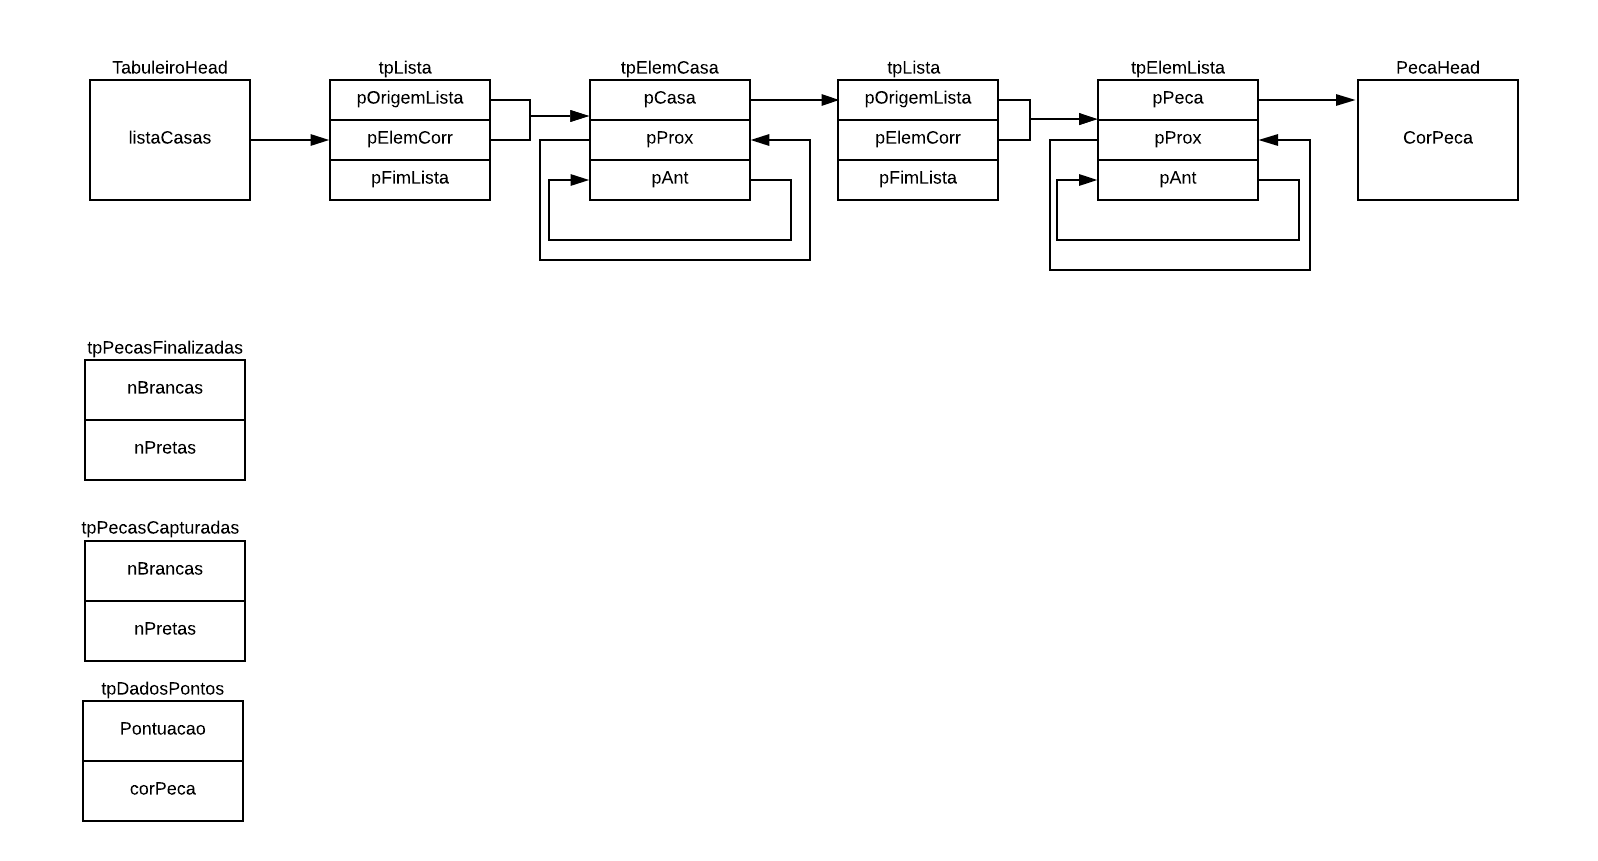 TabuleiroHead
listaCasas
tpLista
pOrigemLista
pElemCorr
pFimLista
tpElemCasa
pCasa
pProx
pAnt
tpLista
pOrigemLista
pElemCorr
pFimLista
tpElemLista
pPeca
pProx
pAnt
PecaHead
CorPeca
tpPecasFinalizadas
nBrancas
nPretas
tpPecasCapturadas
nBrancas
nPretas
tpDadosPontos
Pontuacao
corPeca